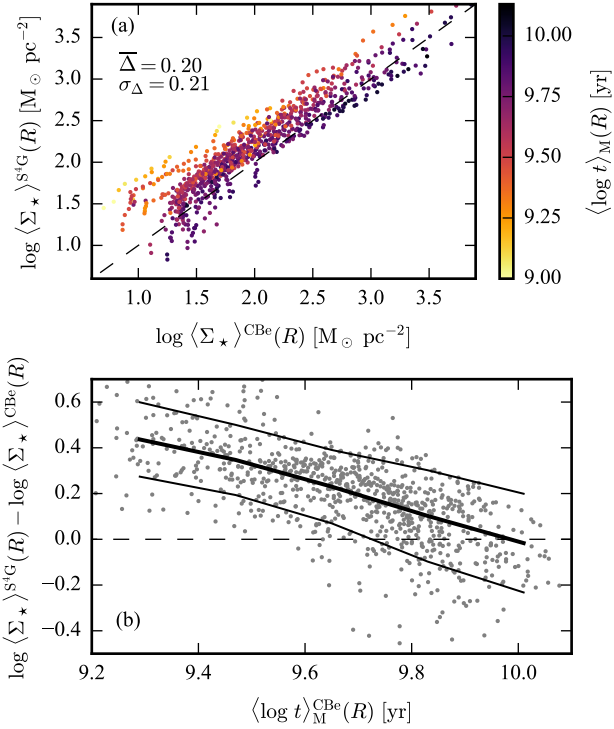 (a)
Δ̅ = 0.20
σ_Δ = 0.21
log ⟨Σ⋆⟩^{S⁴G}(R) [M⊙ pc⁻²]
3.5
3.0
2.5
2.0
1.5
1.0
1.0 1.5 2.0 2.5 3.0 3.5
log ⟨Σ⋆⟩^{CBe}(R) [M⊙ pc⁻²]
10.00
9.75
9.50
9.25
9.00
⟨log t⟩_M(R) [yr]
log ⟨Σ⋆⟩^{S⁴G}(R) − log ⟨Σ⋆⟩^{CBe}(R)
0.6
0.4
0.2
0.0
−0.2
−0.4
(b)
9.2 9.4 9.6 9.8 10.0
⟨log t⟩_M^{CBe}(R) [yr]